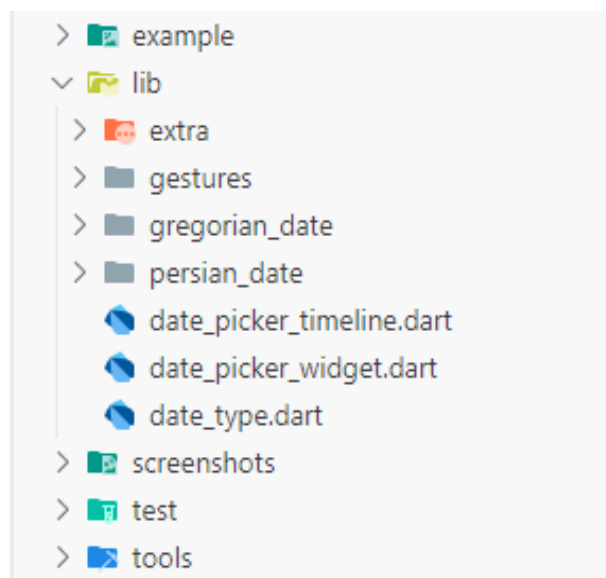 example
lib
extra
gestures
gregorian_date
persian_date
date_picker_timeline.dart
date_picker_widget.dart
date_type.dart
screenshots
test
tools